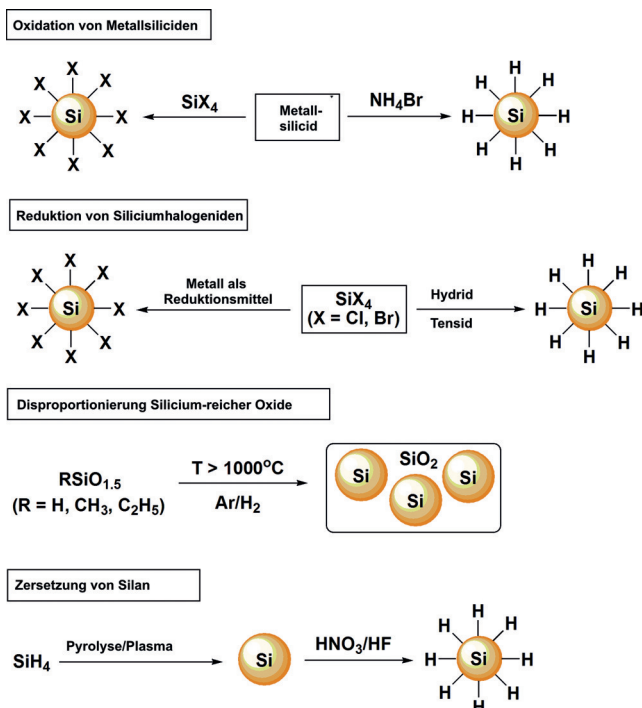 Oxidation von Metallsiliciden
X
X X
X Si X
X X
X
SiX4
Metall-
silicid
NH4Br
H
H H
H Si H
H H
H
Reduktion von Siliciumhalogeniden
X
X X
X Si X
X X
X
Metall als
Reduktionsmittel
SiX4
(X = Cl, Br)
Hydrid
Tensid
H
H H
H Si H
H H
H
Disproportionierung Silicium-reicher Oxide
RSiO1.5
(R = H, CH3, C2H5)
T > 1000°C
Ar/H2
SiO2
Si
Si
Si
Zersetzung von Silan
SiH4
Pyrolyse/Plasma
Si
HNO3/HF
H
H H
H Si H
H H
H